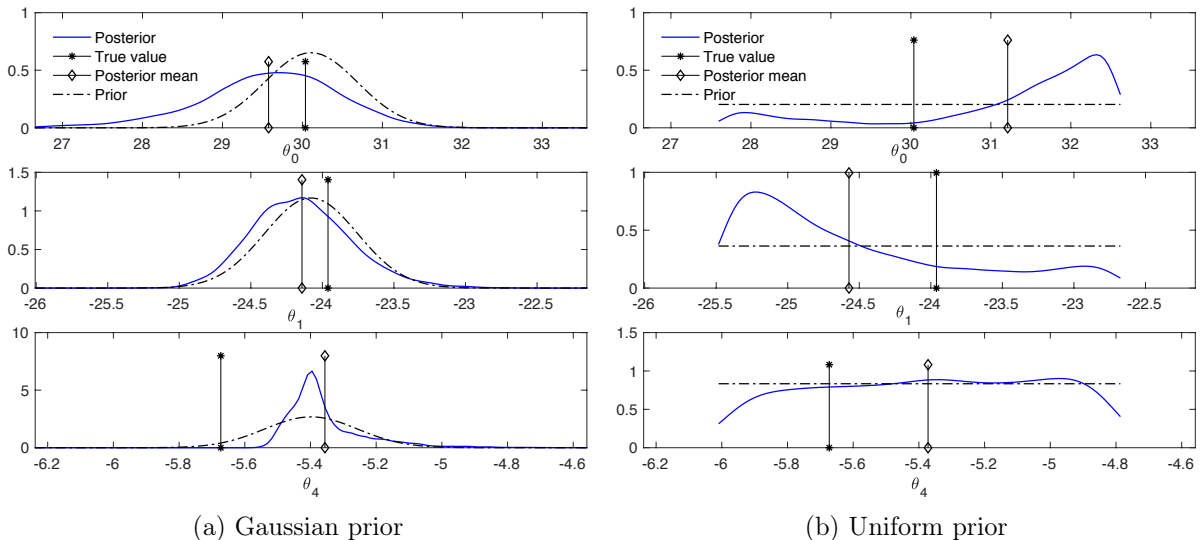 1
0.5
0
Posterior
True value
Posterior mean
Prior
27 28 29 30 31 32 33
θ0
1.5
1
0.5
0
-26 -25.5 -25 -24.5 -24 -23.5 -23 -22.5
θ1
10
5
0
-6.2 -6 -5.8 -5.6 -5.4 -5.2 -5 -4.8 -4.6
θ4
(a) Gaussian prior
1
0.5
0
Posterior
True value
Posterior mean
Prior
27 28 29 30 31 32 33
θ0
1
0.5
0
-26 -25.5 -25 -24.5 -24 -23.5 -23 -22.5
θ1
1.5
1
0.5
0
-6.2 -6 -5.8 -5.6 -5.4 -5.2 -5 -4.8 -4.6
θ4
(b) Uniform prior